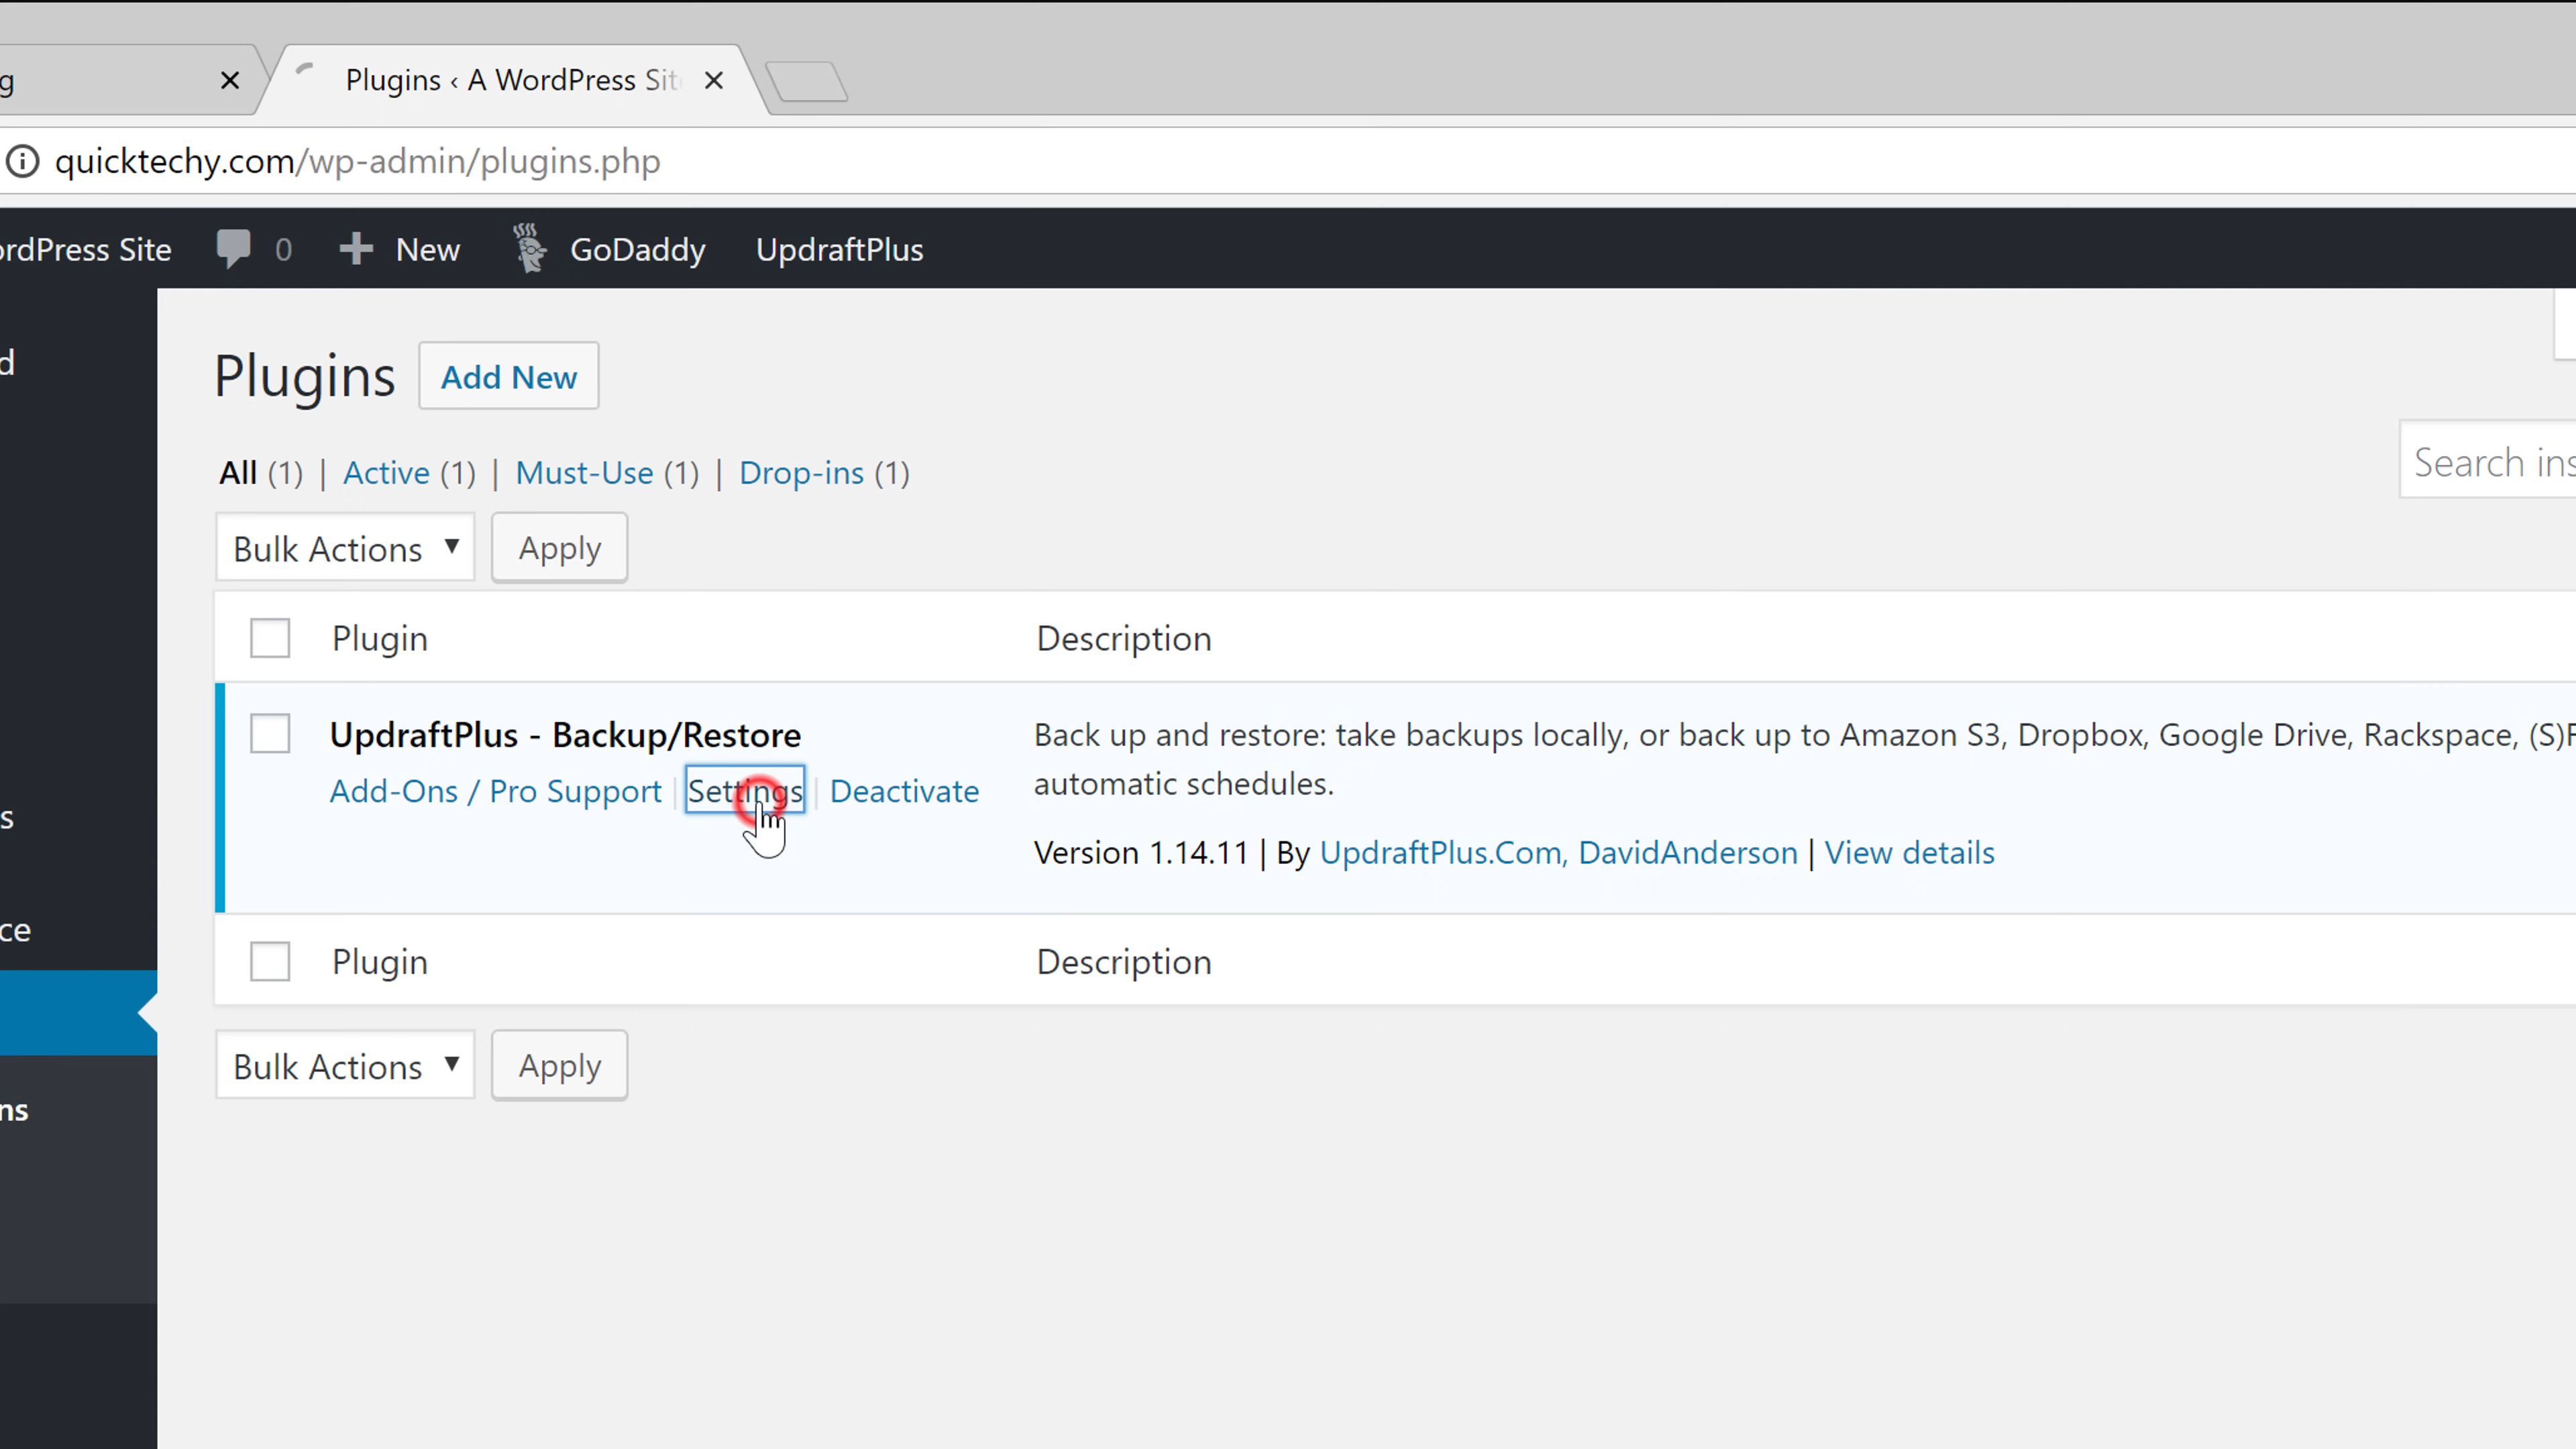 g
Plugins ‹ A WordPress Sit
quicktechy.com/wp-admin/plugins.php
ordPress Site 0 New GoDaddy UpdraftPlus
d
Plugins Add New
All (1) | Active (1) | Must-Use (1) | Drop-ins (1)
Search ins
Bulk Actions Apply
Plugin Description
UpdraftPlus - Backup/Restore
Add-Ons / Pro Support | Settings | Deactivate
Back up and restore: take backups locally, or back up to Amazon S3, Dropbox, Google Drive, Rackspace, (S)F
automatic schedules.
Version 1.14.11 | By UpdraftPlus.Com, DavidAnderson | View details
s
ce
Plugin Description
Bulk Actions Apply
ns